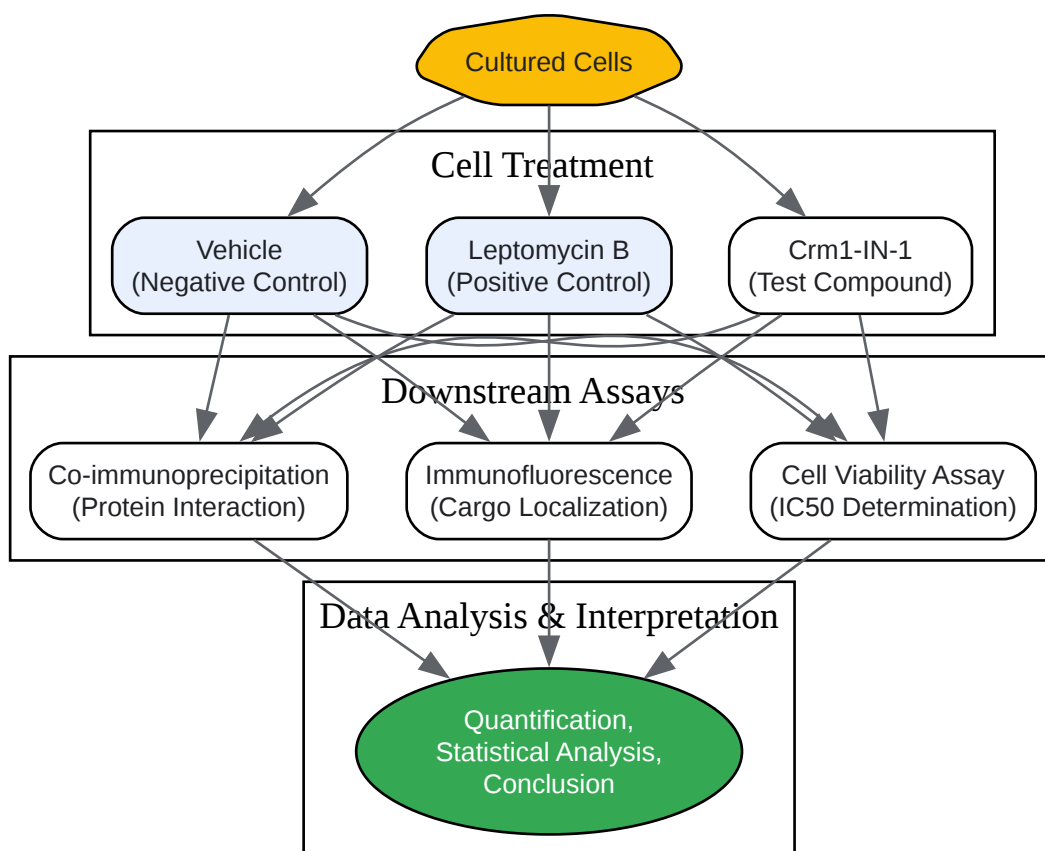 Cultured Cells
Cell Treatment
Vehicle
(Negative Control)
Leptomycin B
(Positive Control)
Crm1-IN-1
(Test Compound)
Downstream Assays
Co-immunoprecipitation
(Protein Interaction)
Immunofluorescence
(Cargo Localization)
Cell Viability Assay
(IC50 Determination)
Data Analysis & Interpretation
Quantification,
Statistical Analysis,
Conclusion